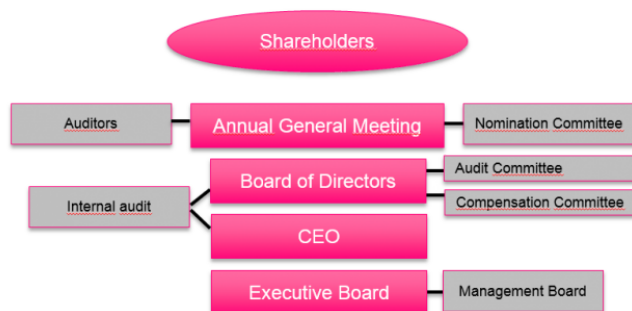 Shareholders
Auditors
Annual General Meeting
Nomination Committee
Board of Directors
Audit Committee
Internal audit
Compensation Committee
CEO
Executive Board
Management Board